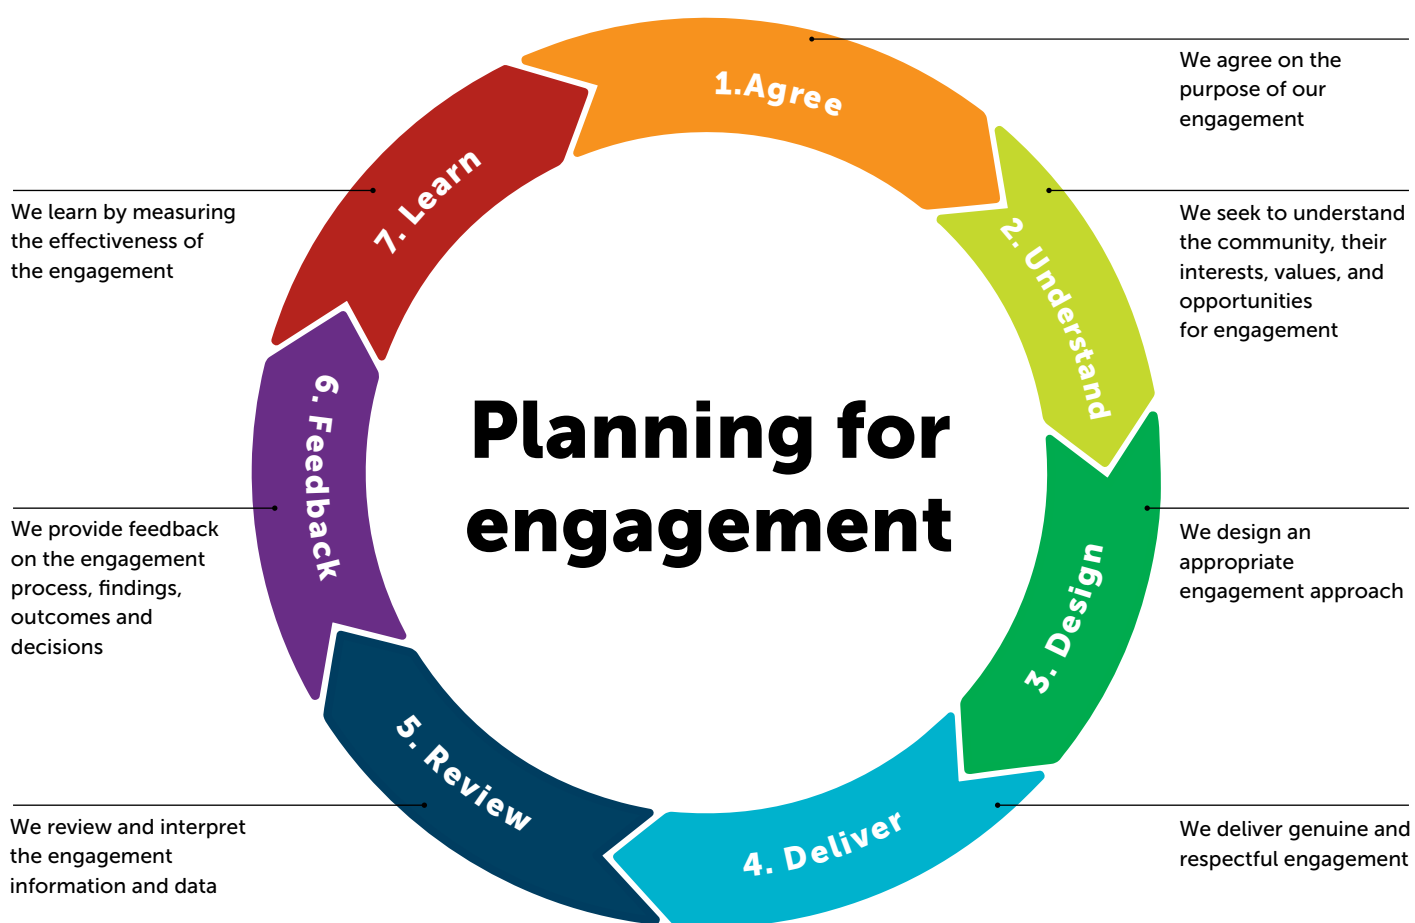 Planning for
engagement
1.Agree
We agree on the
purpose of our
engagement
2. Understand
We seek to understand
the community, their
interests, values, and
opportunities
for engagement
3. Design
We design an
appropriate
engagement approach
4. Deliver
We deliver genuine and
respectful engagement
5. Review
We review and interpret
the engagement
information and data
6. Feedback
We provide feedback
on the engagement
process, findings,
outcomes and
decisions
7. Learn
We learn by measuring
the effectiveness of
the engagement